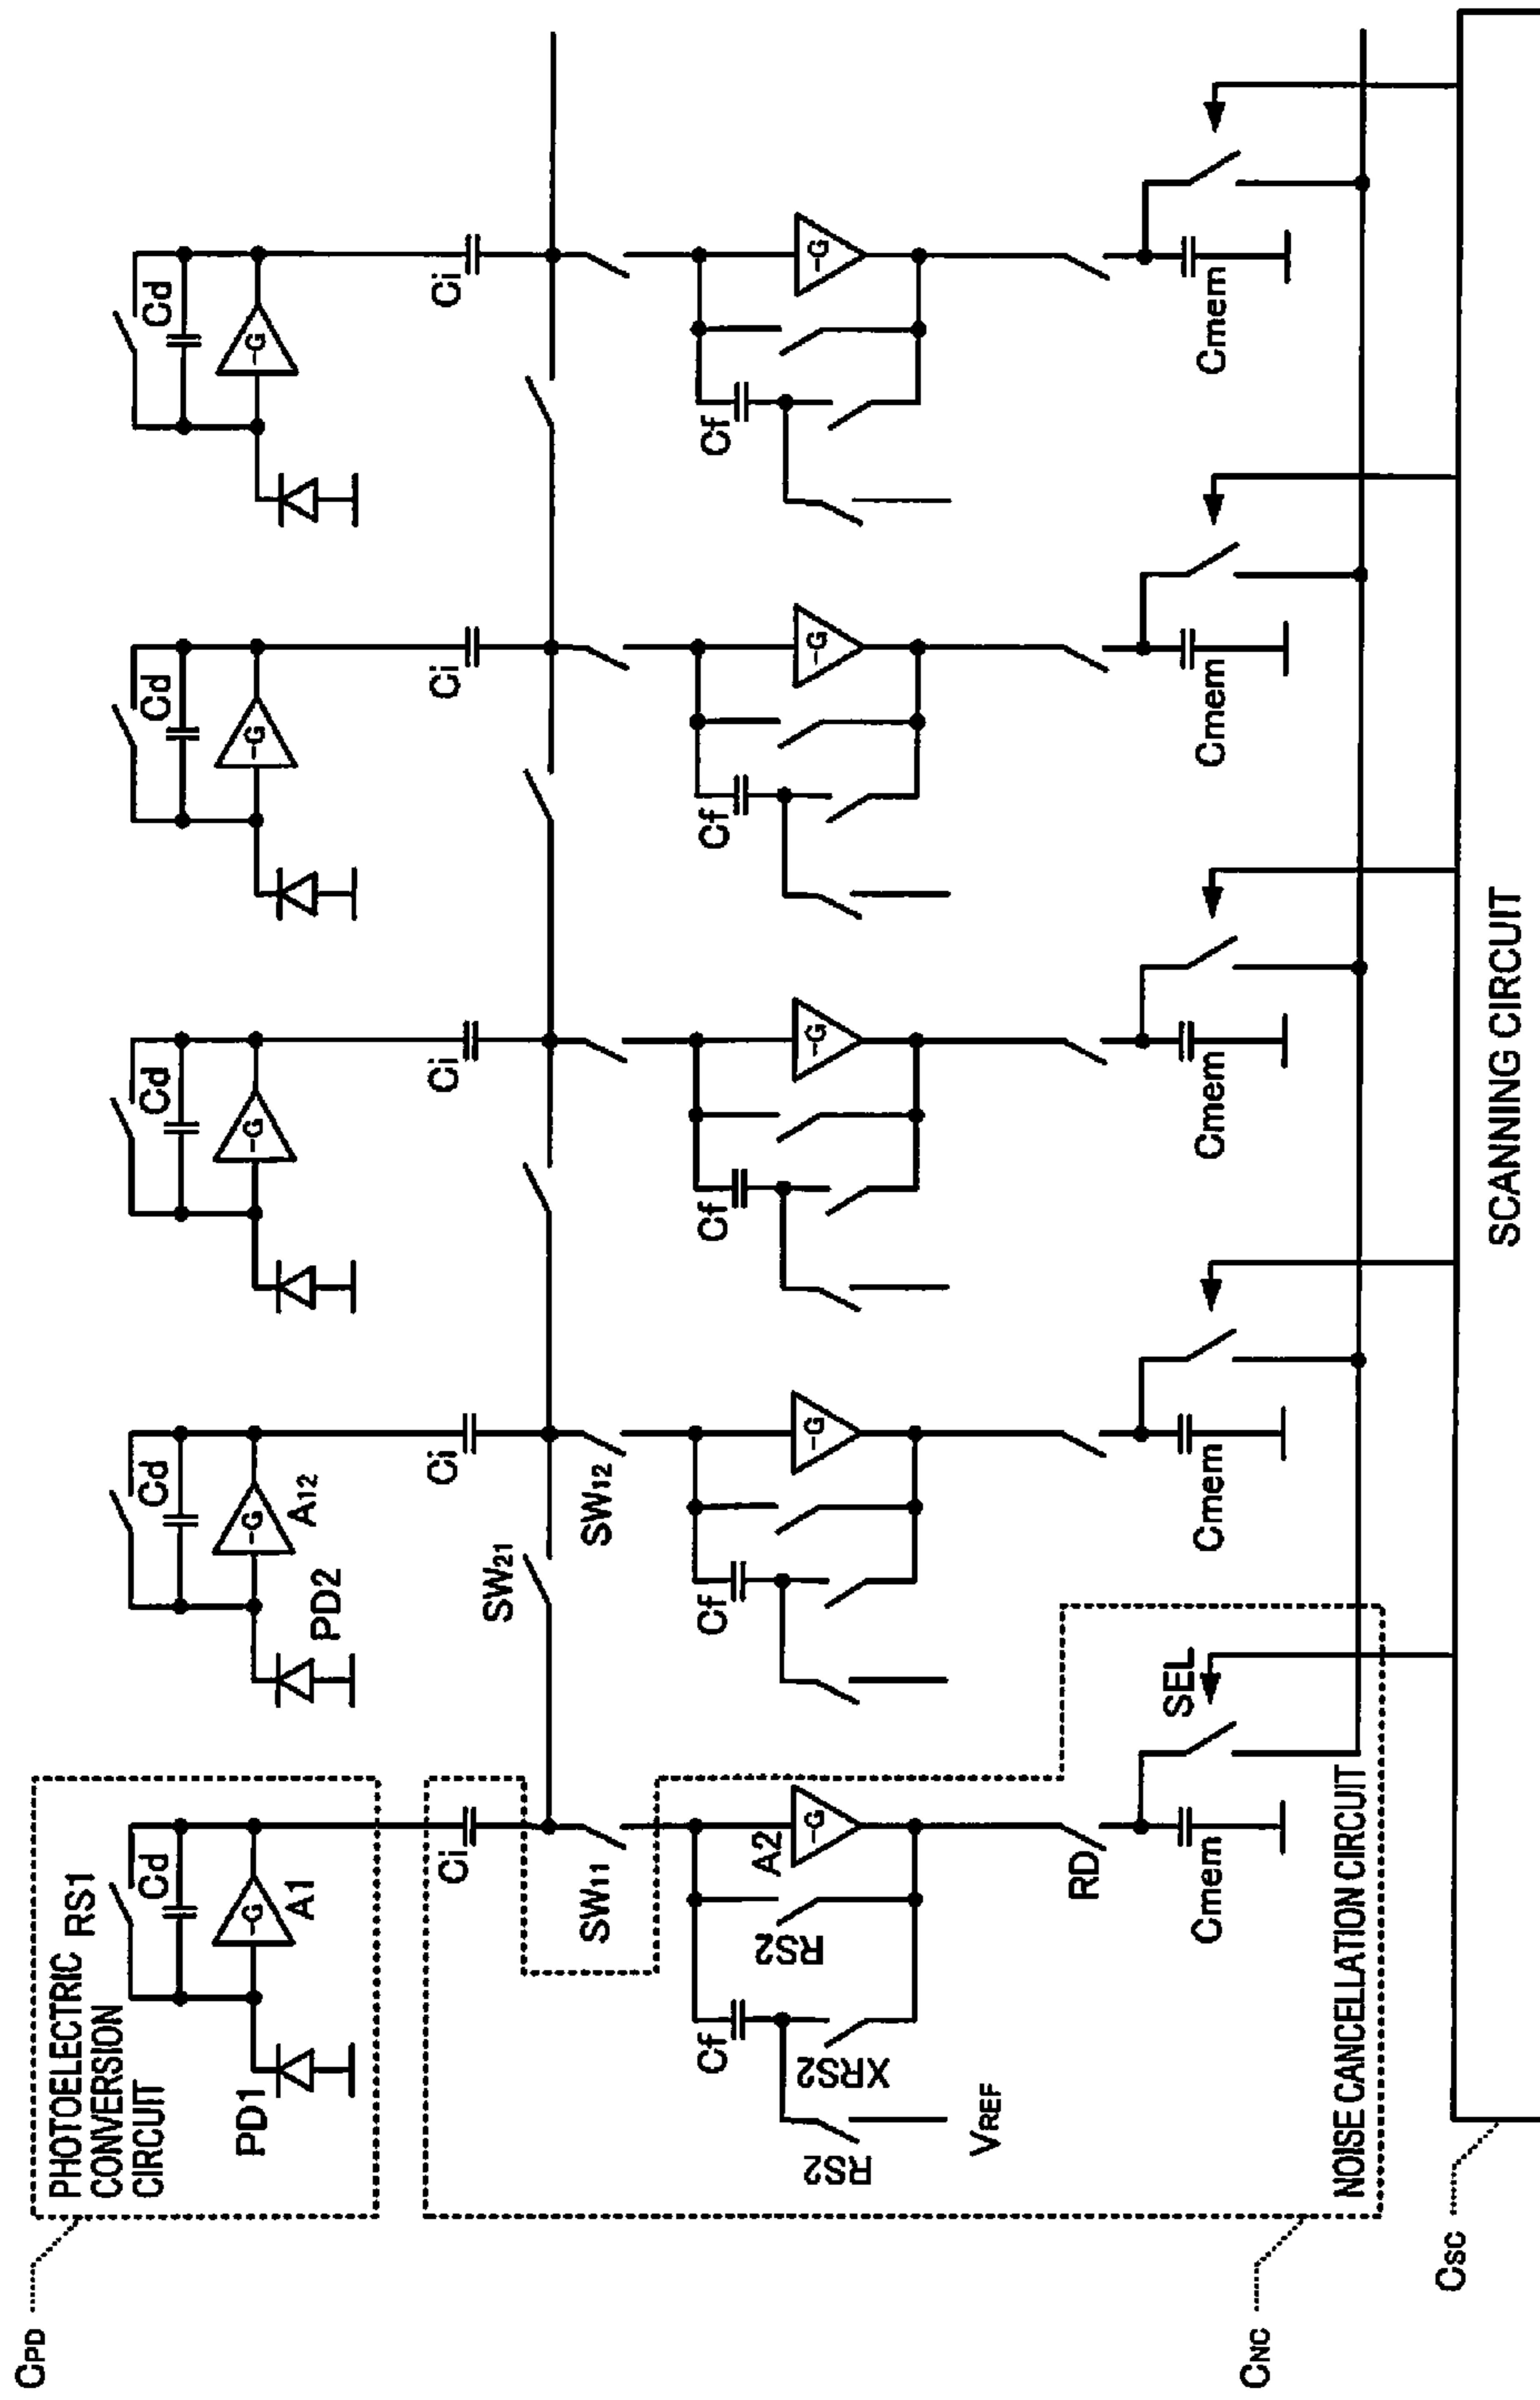 CPD
PHOTOELECTRIC
CONVERSION
CIRCUIT
RS1
Cd
-G
A1
PD1
Cd
-G
A12
PD2
Cd
-G
Cd
-G
Cd
-G
Ci
Ci
Ci
Ci
Ci
SW21
SW11
SW12
Cf
RS2
A2
-G
XRS2
RS2
VREF
Cf
-G
Cf
-G
Cf
-G
Cf
-G
RD
SEL
Cmem
Cmem
Cmem
Cmem
Cmem
NOISE CANCELLATION CIRCUIT
CNC
CSC
SCANNING CIRCUIT